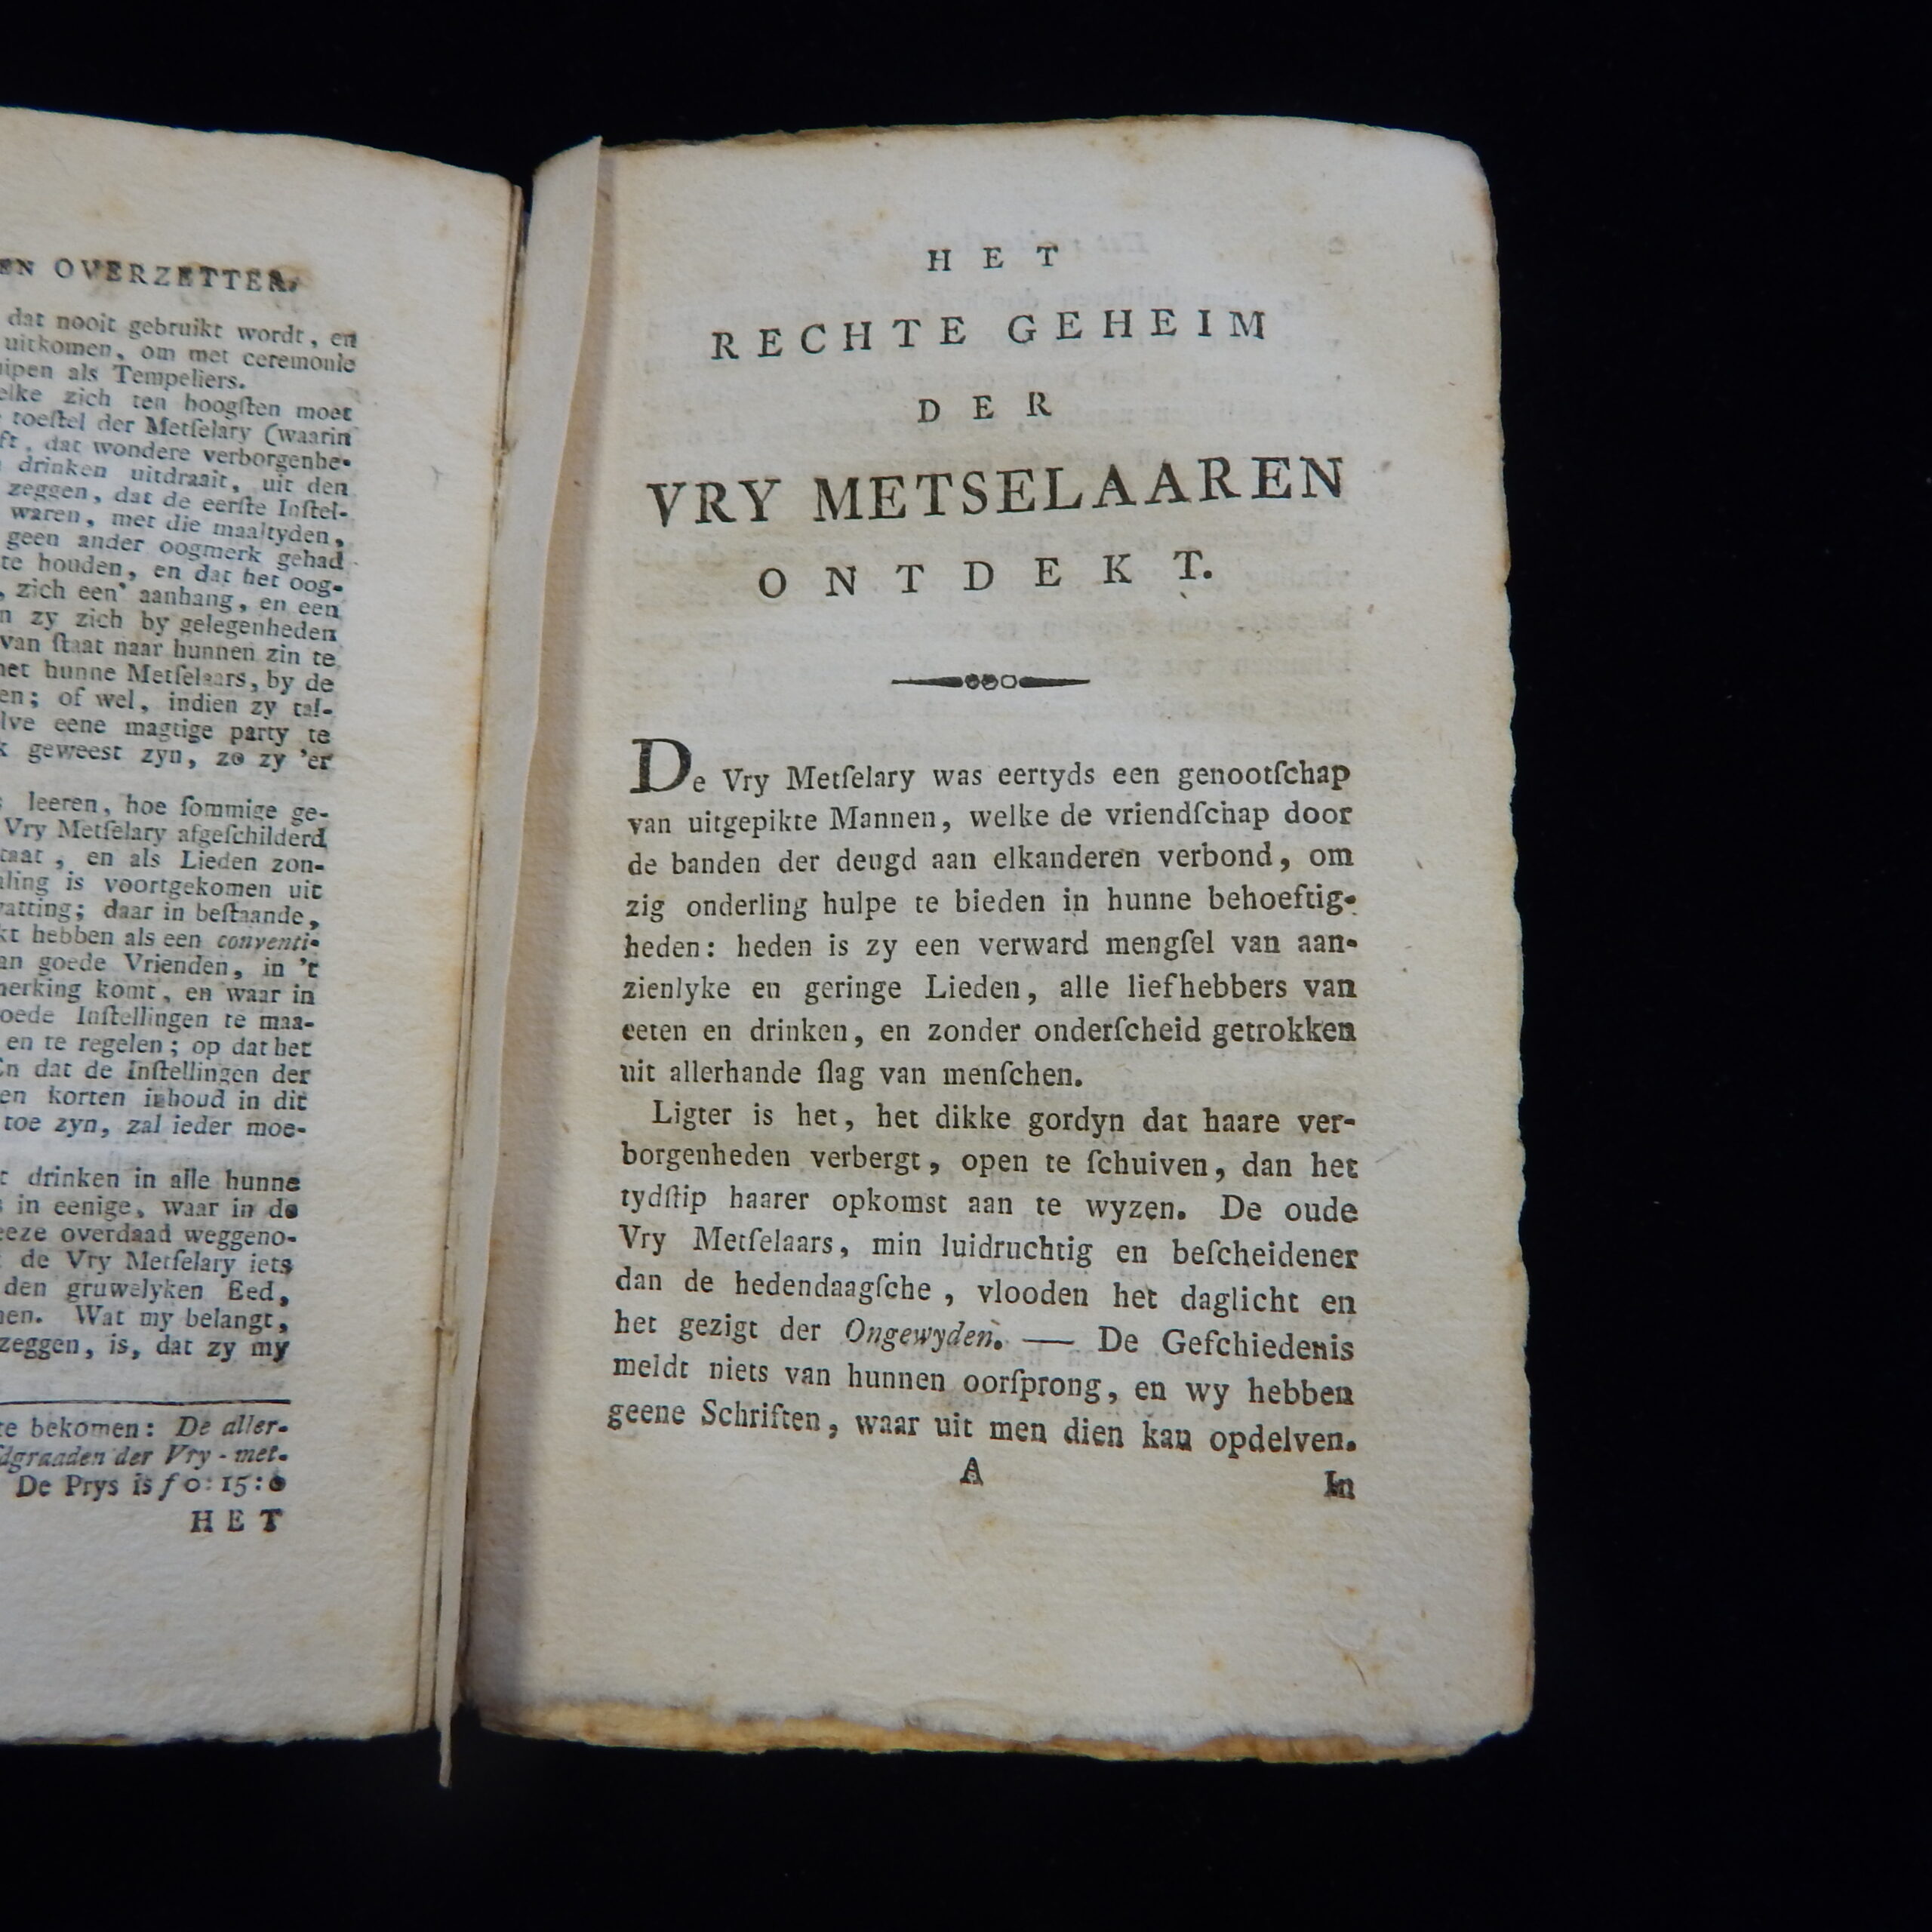 EN OVERZETTER.
dat nooit gebruikt wordt, en
uitkomen, om met ceremonie
ipen als Tempeliers.
elke zich ten hoogſten moet
toeſtel der Metſelary (waarin
ft, dat wondere verborgenhe-
drinken uitdraait, uit den
zeggen, dat de eerſte Inſtel-
waren, met die maaltyden,
geen ander oogmerk gehad
te houden, en dat het oog-
, zich een' aanhang, en een
n zy zich by gelegenheden
van ſtaat naar hunnen zin te
net hunne Metſelaars, by de
en; of wel, indien zy tal-
lve eene magtige party te
k geweest zyn, zo zy 'er
s leeren, hoe ſommige ge-
Vry Metſelary afgeſchilderd
taat, en als Lieden zon-
aling is voortgekomen uit
vatting; daar in beſtaande,
kt hebben als een conventi-
an goede Vrienden, in 't
merking komt, en waar in
oede Inſtellingen te maa-
en te regelen; op dat het
En dat de Inſtellingen der
en korten inhoud in dit
toe zyn, zal ieder moe-
t drinken in alle hunne
s in eenige, waar in de
eeze overdaad weggeno-
de Vry Metſelary iets
den gruwelyken Eed,
nen. Wat my belangt,
zeggen, is, dat zy my
te bekomen: De aller-
dgraaden der Vry-met-
De Prys is ƒ 0:15:0
HET
HET
RECHTE GEHEIM
DER
VRY METSELAAREN
ONTDEKT.
De Vry Metſelary was eertyds een genootſchap
van uitgepikte Mannen, welke de vriendſchap door
de banden der deugd aan elkanderen verbond, om
zig onderling hulpe te bieden in hunne behoeftig-
heden: heden is zy een verward mengſel van aan-
zienlyke en geringe Lieden, alle liefhebbers van
eeten en drinken, en zonder onderſcheid getrokken
uit allerhande ſlag van menſchen.
Ligter is het, het dikke gordyn dat haare ver-
borgenheden verbergt, open te ſchuiven, dan het
tydſtip haarer opkomst aan te wyzen. De oude
Vry Metſelaars, min luidruchtig en beſcheidener
dan de hedendaagſche, vlooden het daglicht en
het gezigt der Ongewyden. — De Geſchiedenis
meldt niets van hunnen oorſprong, en wy hebben
geene Schriften, waar uit men dien kan opdelven.
A In